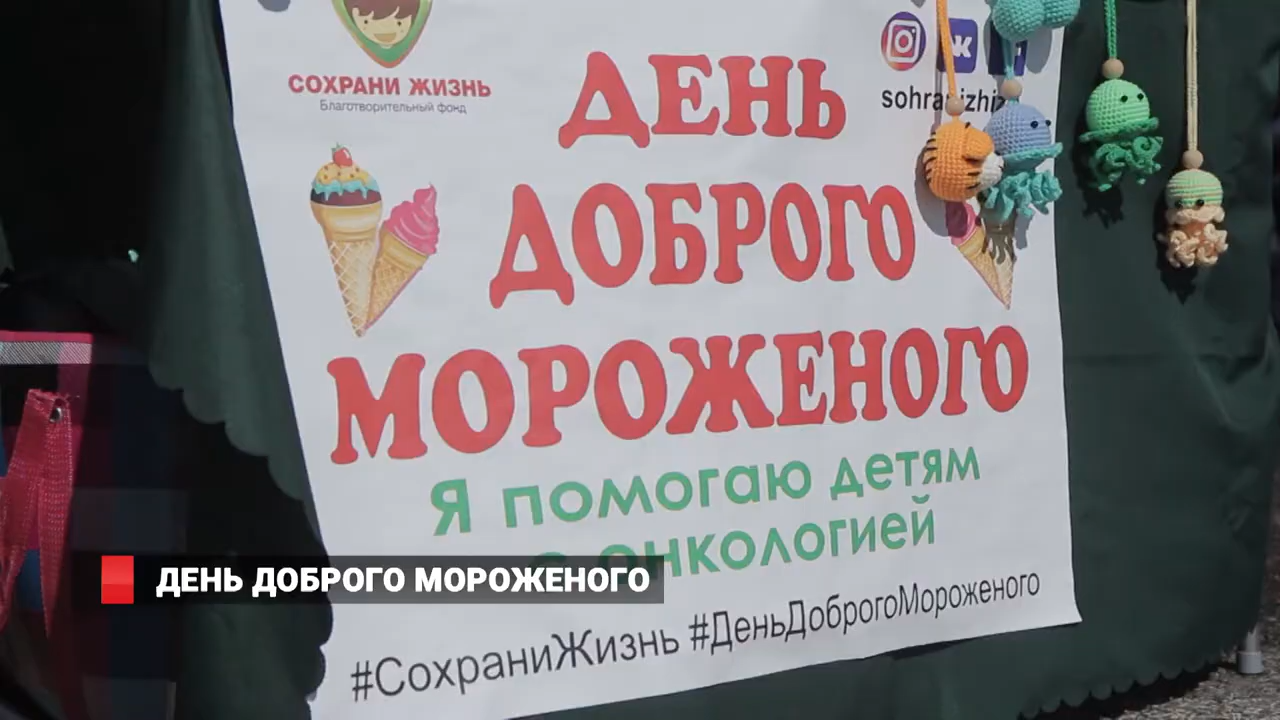 СОХРАНИ ЖИЗНЬ
Благотворительный фонд
ДЕНЬ
ДОБРОГО
МОРОЖЕНОГО
Я помогаю детям
онкологией
#СохраниЖизнь #ДеньДоброгоМороженого
ДЕНЬ ДОБРОГО МОРОЖЕНОГО